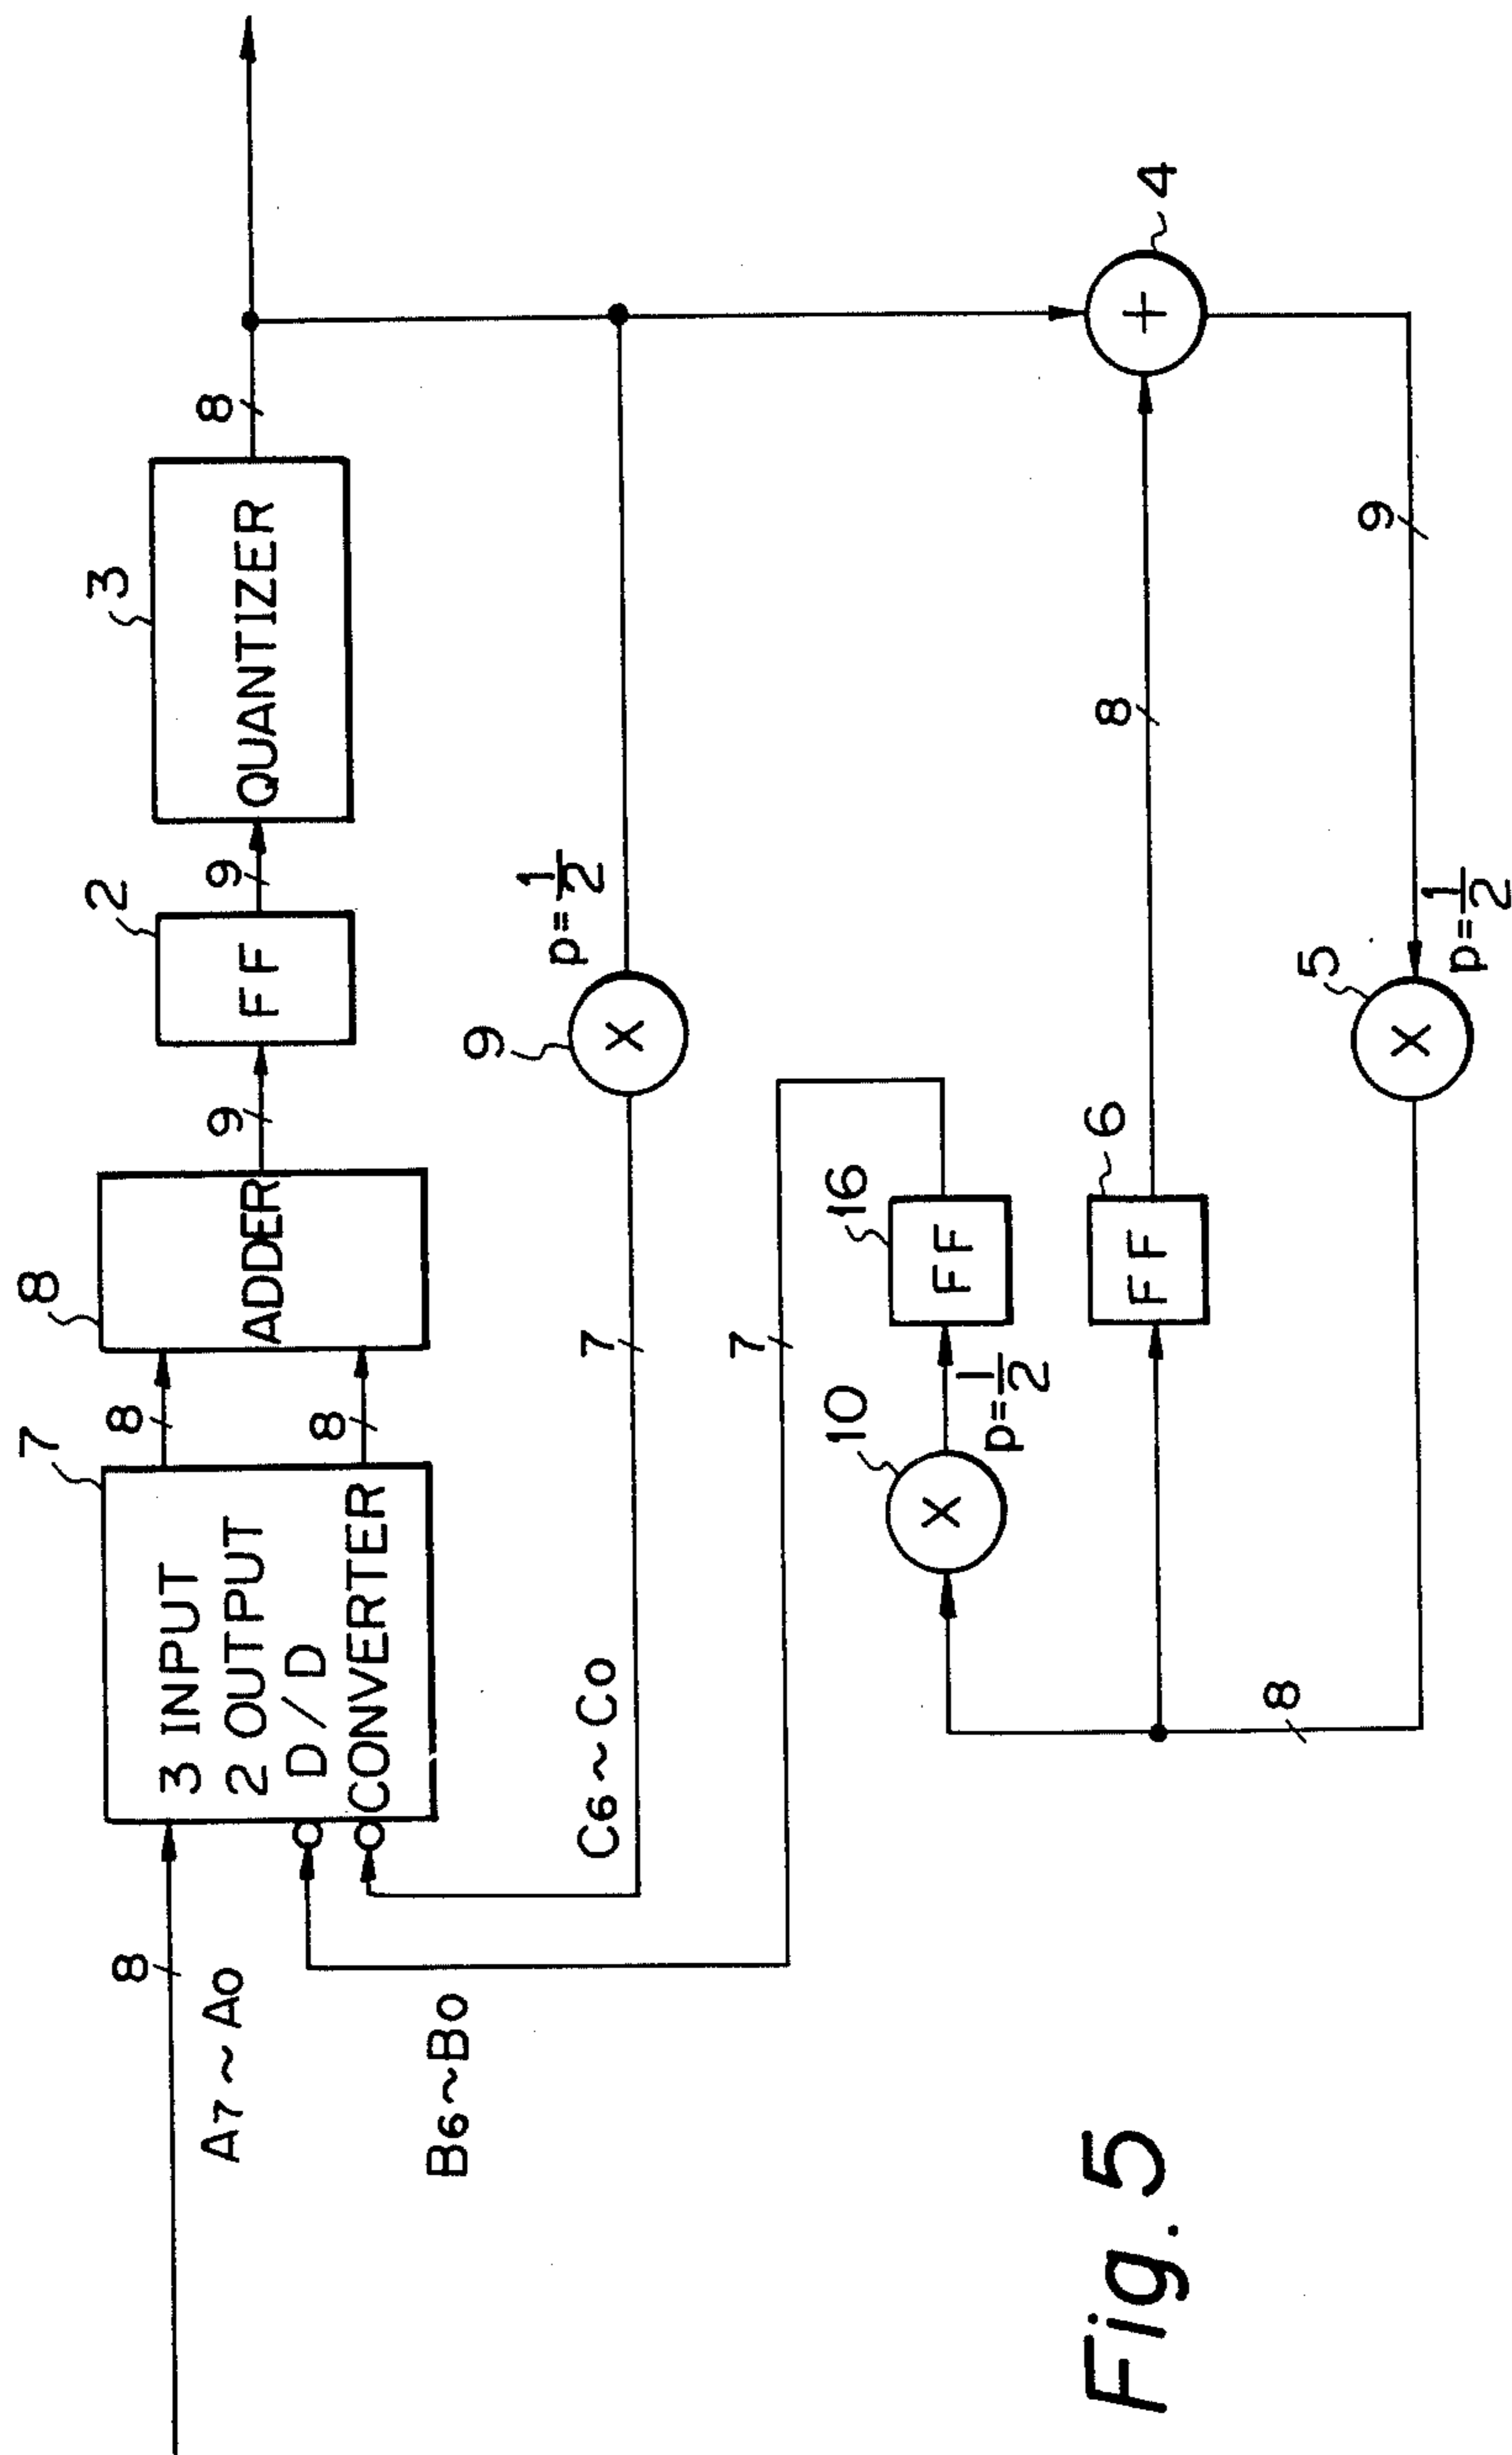 7
8
2
3
3 INPUT
2 OUTPUT
D/D
CONVERTER
ADDER
FF
QUANTIZER
8
8
8
9
9
8
A7~A0
B6~B0
C6~C0
7
9
p=1/2
7
10
p=1/2
16
FF
6
FF
8
4
+
8
5
p=1/2
9
X
X
X
Fig. 5